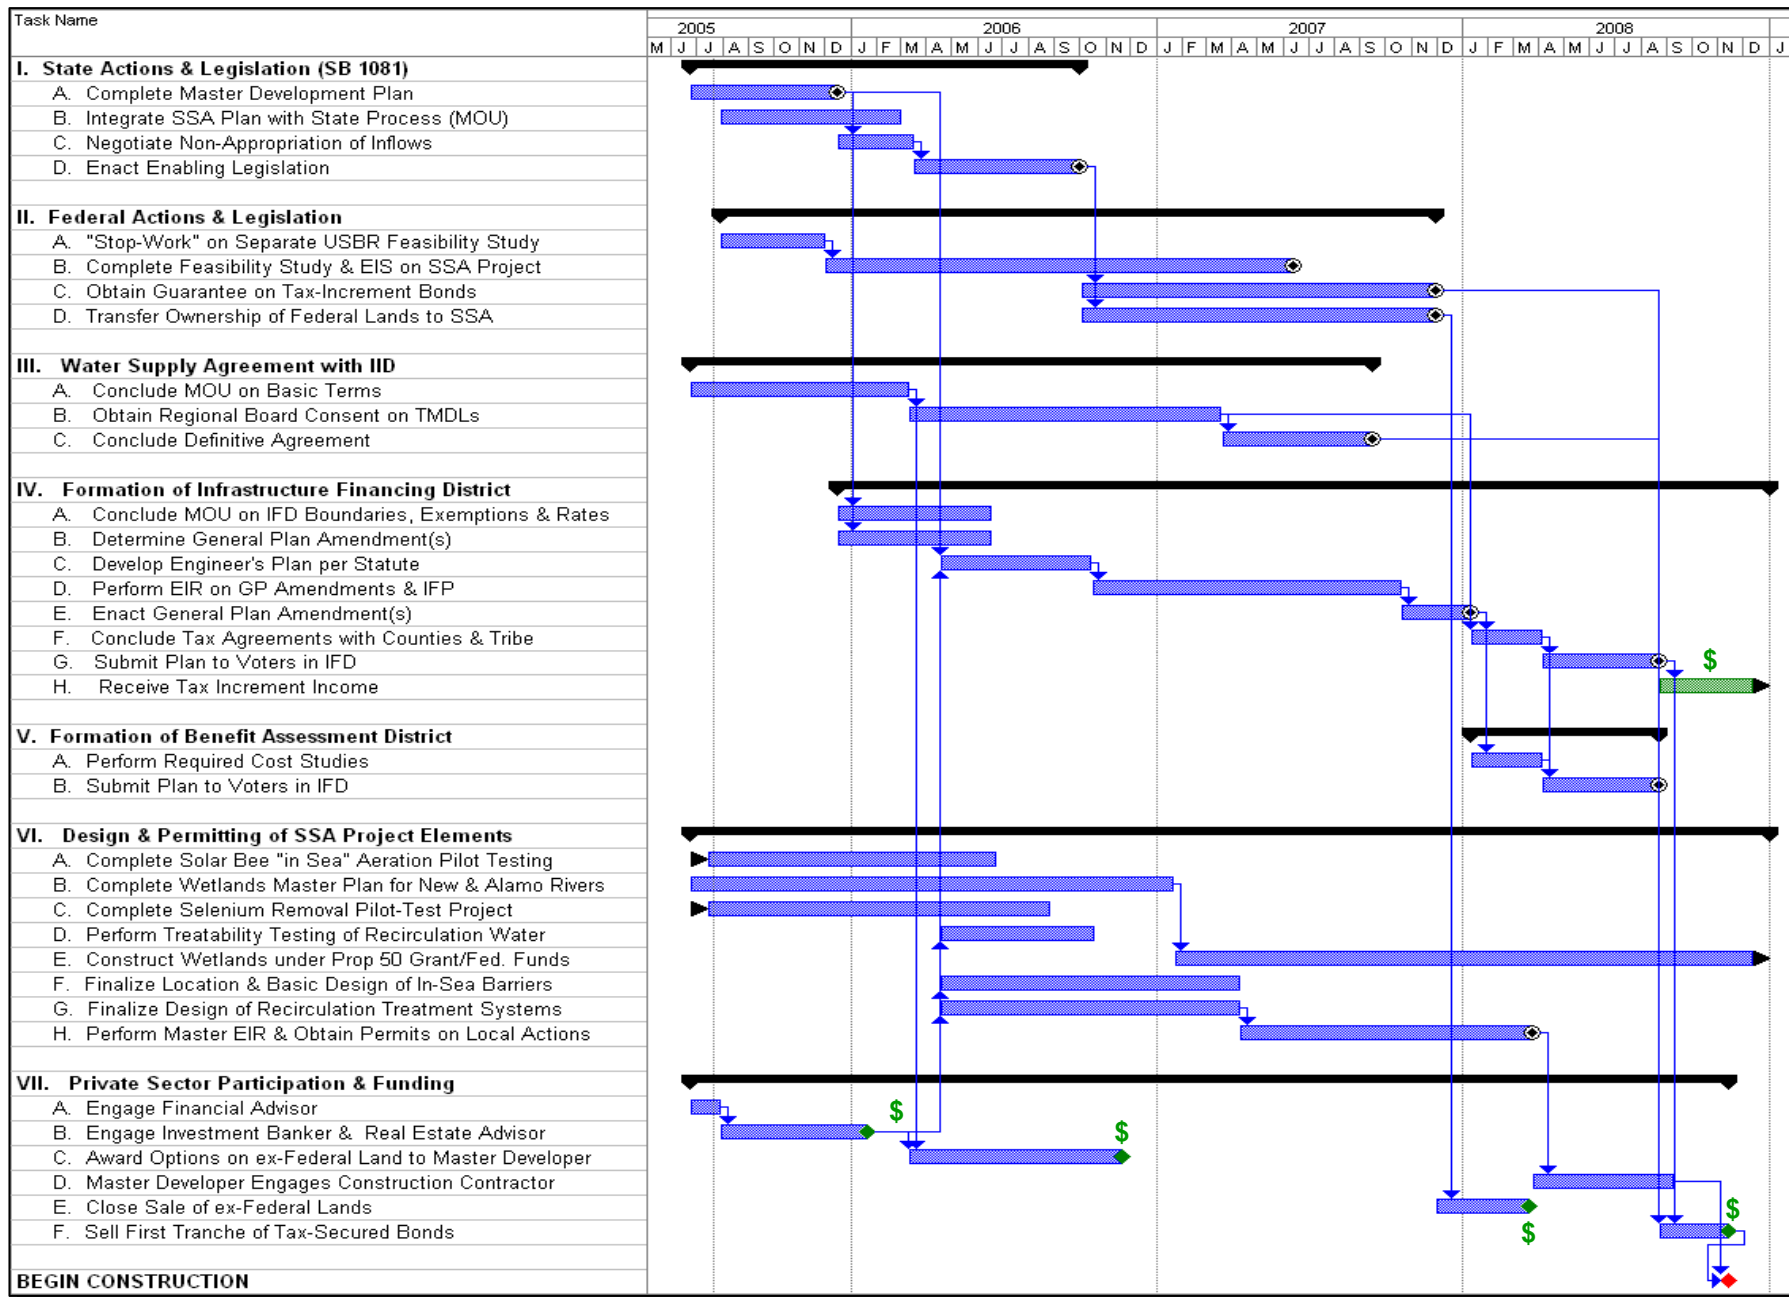 Task Name
2005 2006 2007 2008
M J J A S O N D J F M A M J J A S O N D J F M A M J J A S O N D J F M A M J J A S O N D J
I. State Actions & Legislation (SB 1081)
A. Complete Master Development Plan
B. Integrate SSA Plan with State Process (MOU)
C. Negotiate Non-Appropriation of Inflows
D. Enact Enabling Legislation
II. Federal Actions & Legislation
A. "Stop-Work" on Separate USBR Feasibility Study
B. Complete Feasibility Study & EIS on SSA Project
C. Obtain Guarantee on Tax-Increment Bonds
D. Transfer Ownership of Federal Lands to SSA
III. Water Supply Agreement with IID
A. Conclude MOU on Basic Terms
B. Obtain Regional Board Consent on TMDLs
C. Conclude Definitive Agreement
IV. Formation of Infrastructure Financing District
A. Conclude MOU on IFD Boundaries, Exemptions & Rates
B. Determine General Plan Amendment(s)
C. Develop Engineer's Plan per Statute
D. Perform EIR on GP Amendments & IFP
E. Enact General Plan Amendment(s)
F. Conclude Tax Agreements with Counties & Tribe
G. Submit Plan to Voters in IFD
$
H. Receive Tax Increment Income
V. Formation of Benefit Assessment District
A. Perform Required Cost Studies
B. Submit Plan to Voters in IFD
VI. Design & Permitting of SSA Project Elements
A. Complete Solar Bee "in Sea" Aeration Pilot Testing
B. Complete Wetlands Master Plan for New & Alamo Rivers
C. Complete Selenium Removal Pilot-Test Project
D. Perform Treatability Testing of Recirculation Water
E. Construct Wetlands under Prop 50 Grant/Fed. Funds
F. Finalize Location & Basic Design of In-Sea Barriers
G. Finalize Design of Recirculation Treatment Systems
H. Perform Master EIR & Obtain Permits on Local Actions
VII. Private Sector Participation & Funding
A. Engage Financial Advisor
$
B. Engage Investment Banker & Real Estate Advisor
$
C. Award Options on ex-Federal Land to Master Developer
D. Master Developer Engages Construction Contractor
E. Close Sale of ex-Federal Lands
$
F. Sell First Tranche of Tax-Secured Bonds
$
BEGIN CONSTRUCTION